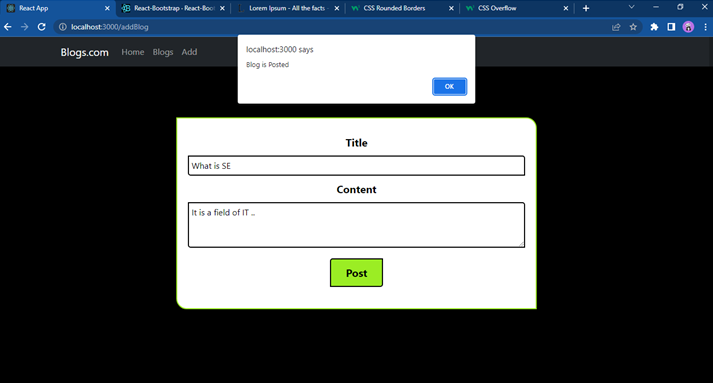 React App
React-Bootstrap - React-Boot
Lorem Ipsum - All the facts
CSS Rounded Borders
CSS Overflow
localhost:3000/addBlog
Blogs.com
Home
Blogs
Add
localhost:3000 says
Blog is Posted
OK
Title
What is SE
Content
It is a field of IT ..
Post